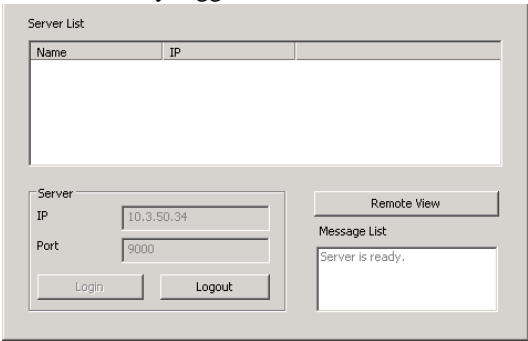 Server List
Name IP
Server
IP 10.3.50.34
Port 9000
Login Logout
Remote View
Message List
Server is ready.